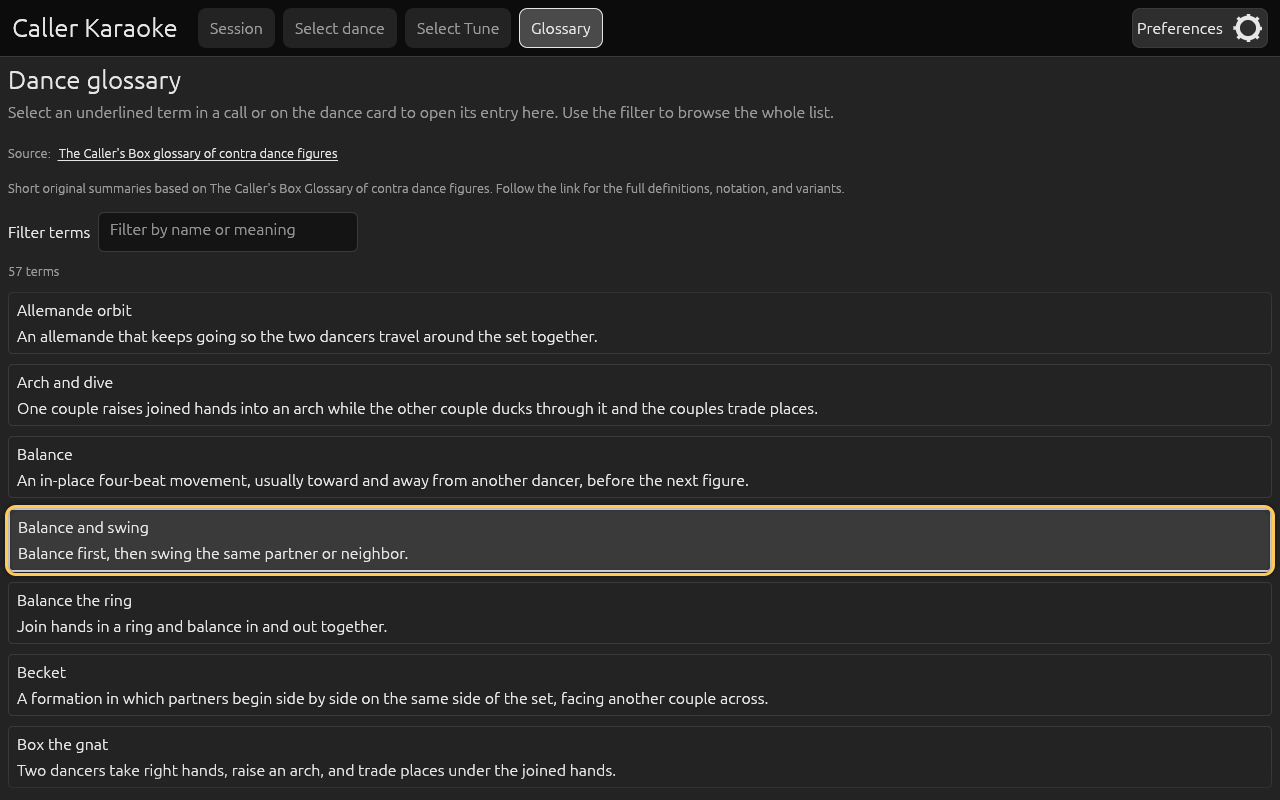 Caller Karaoke
Session
Select dance
Select Tune
Glossary
Preferences
Dance glossary
Select an underlined term in a call or on the dance card to open its entry here. Use the filter to browse the whole list.
Source: The Caller's Box glossary of contra dance figures
Short original summaries based on The Caller's Box Glossary of contra dance figures. Follow the link for the full definitions, notation, and variants.
Filter terms
Filter by name or meaning
57 terms
Allemande orbit
An allemande that keeps going so the two dancers travel around the set together.
Arch and dive
One couple raises joined hands into an arch while the other couple ducks through it and the couples trade places.
Balance
An in-place four-beat movement, usually toward and away from another dancer, before the next figure.
Balance and swing
Balance first, then swing the same partner or neighbor.
Balance the ring
Join hands in a ring and balance in and out together.
Becket
A formation in which partners begin side by side on the same side of the set, facing another couple across.
Box the gnat
Two dancers take right hands, raise an arch, and trade places under the joined hands.